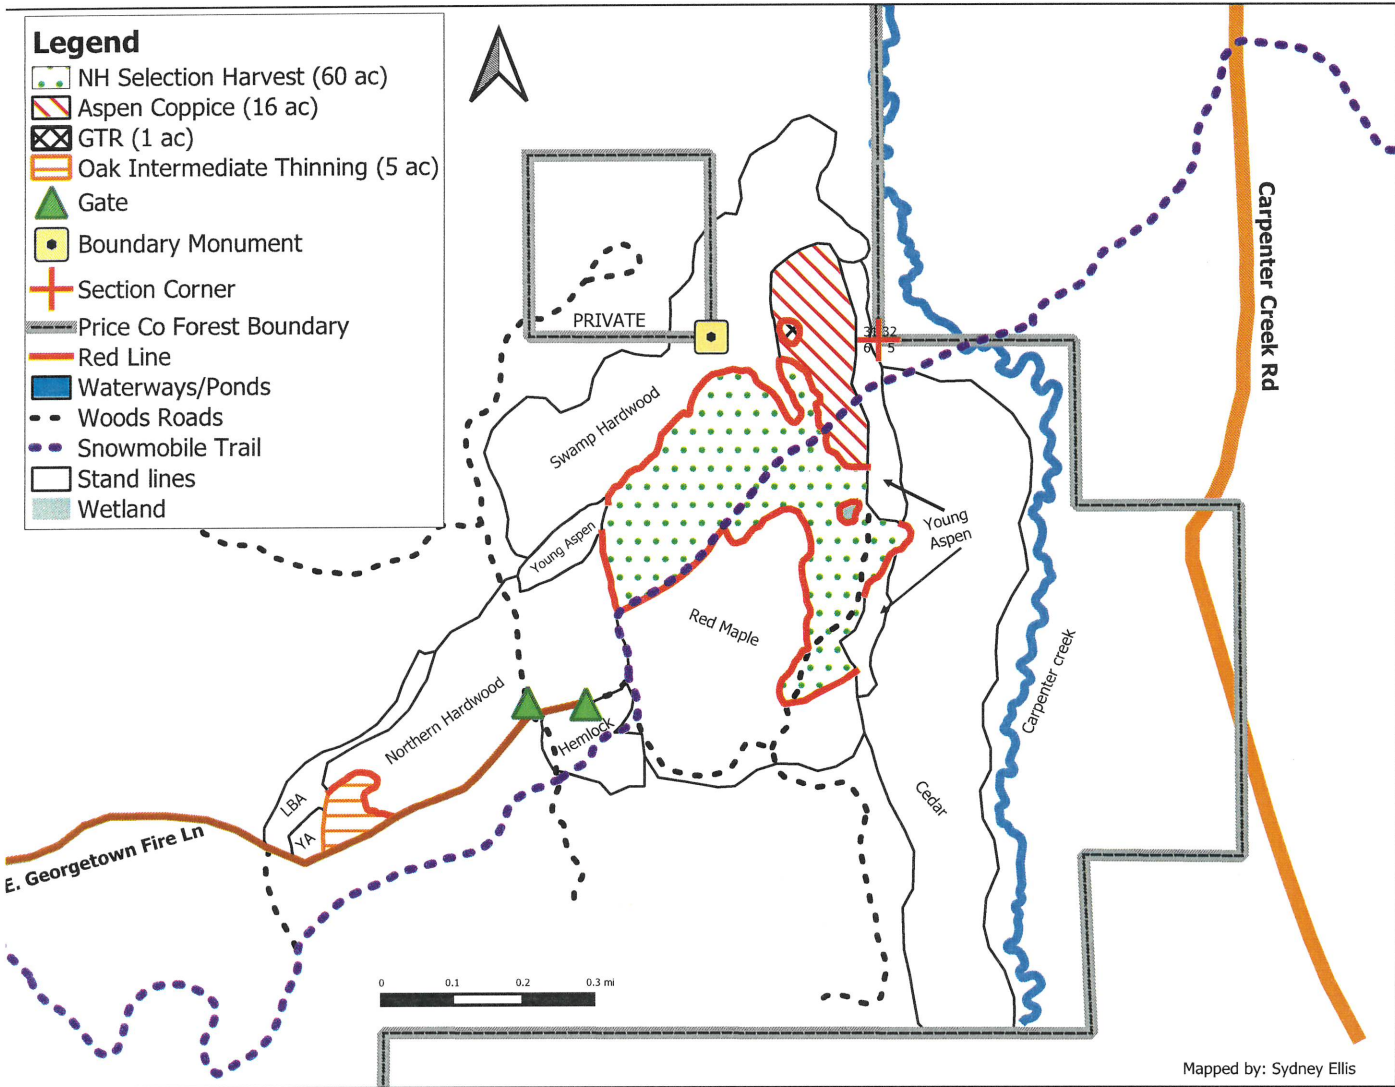 Legend
NH Selection Harvest (60 ac)
Aspen Coppice (16 ac)
GTR (1 ac)
Oak Intermediate Thinning (5 ac)
Gate
Boundary Monument
Section Corner
Price Co Forest Boundary
Red Line
Waterways/Ponds
Woods Roads
Snowmobile Trail
Stand lines
Wetland
PRIVATE
32
6 5
Carpenter Creek Rd
Swamp Hardwood
Young Aspen
Young
Aspen
Red Maple
Carpenter creek
Northern Hardwood
Hemlock
Cedar
LBA
YA
E. Georgetown Fire Ln
0 0.1 0.2 0.3 mi
Mapped by: Sydney Ellis